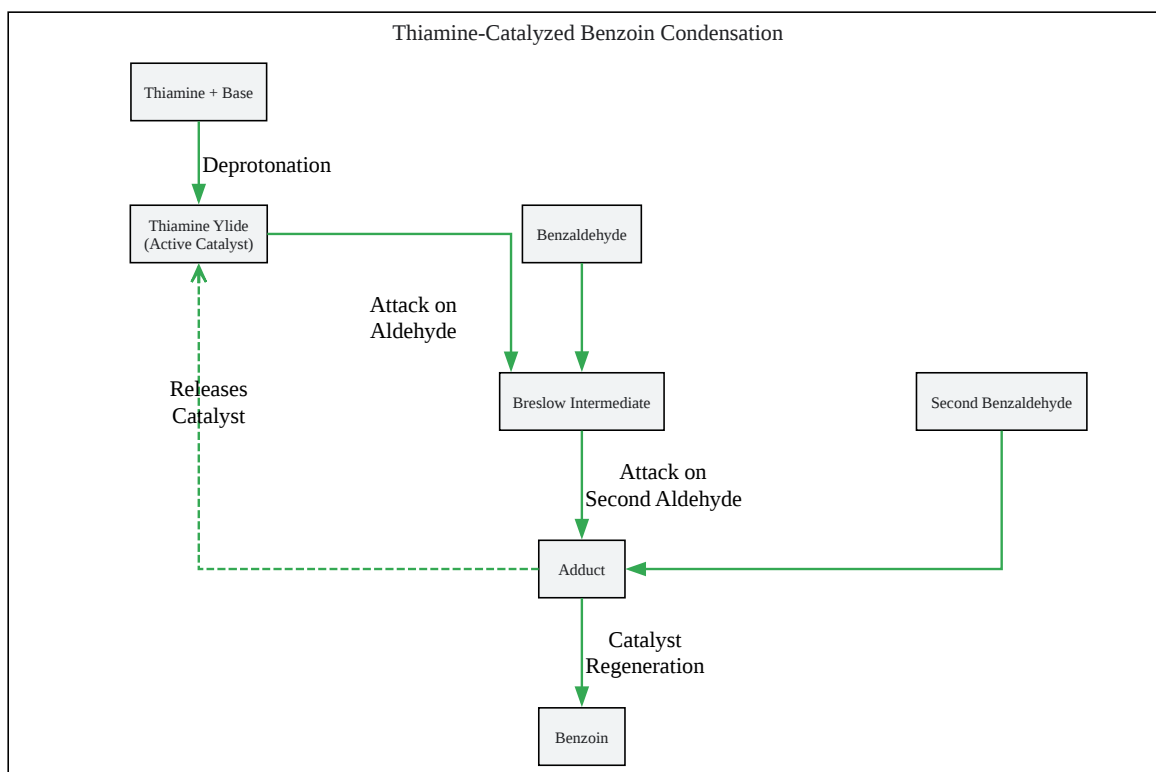 Thiamine-Catalyzed Benzoin Condensation
Thiamine + Base
Deprotonation
Thiamine Ylide
(Active Catalyst)
Benzaldehyde
Attack on
Aldehyde
Releases
Catalyst
Breslow Intermediate
Second Benzaldehyde
Attack on
Second Aldehyde
Adduct
Catalyst
Regeneration
Benzoin